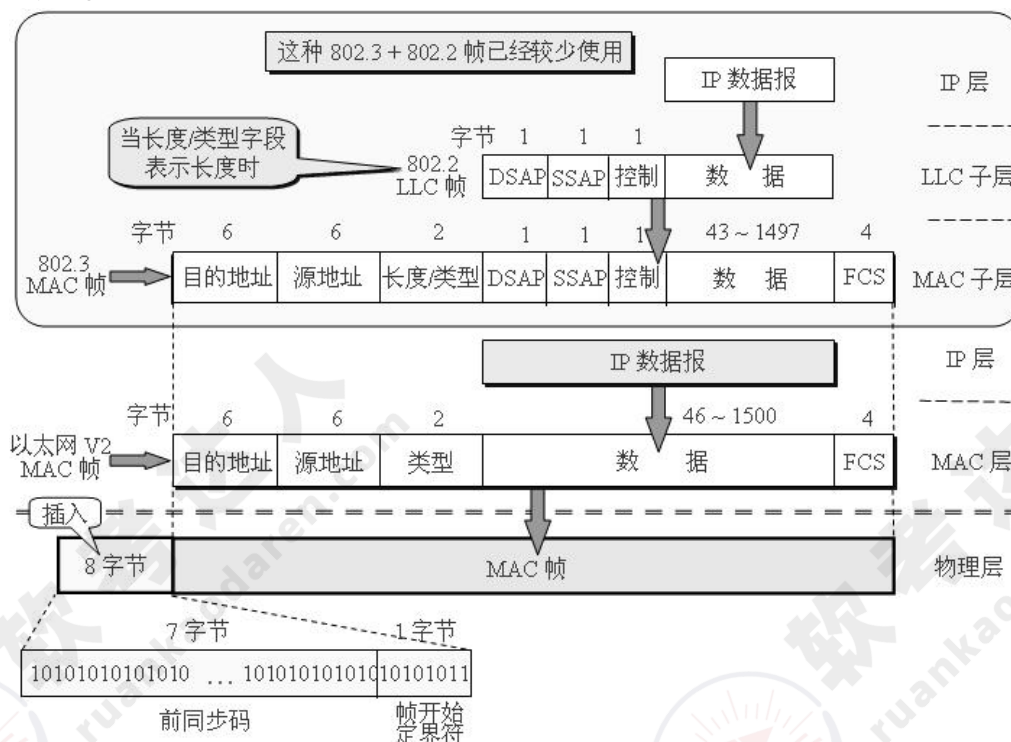 这种 802.3+802.2 帧已经较少使用
IP 数据报
IP 层
当长度/类型字段
表示长度时
字节 1 1 1
802.2
LLC 帧
DSAP SSAP 控制 数 据
LLC 子层
字节 6 6 2 1 1 1 43~1497 4
802.3
MAC 帧
目的地址 源地址 长度/类型 DSAP SSAP 控制 数 据 FCS
MAC 子层
IP 数据报
IP 层
字节 6 6 2 46~1500 4
以太网 V2
MAC 帧
目的地址 源地址 类型 数 据 FCS
MAC 层
插入
8 字节
MAC 帧
物理层
7 字节 1 字节
10101010101010 ... 10101010101010101011
前同步码
帧开始
定界符
软考达人
ruankaodaren.com